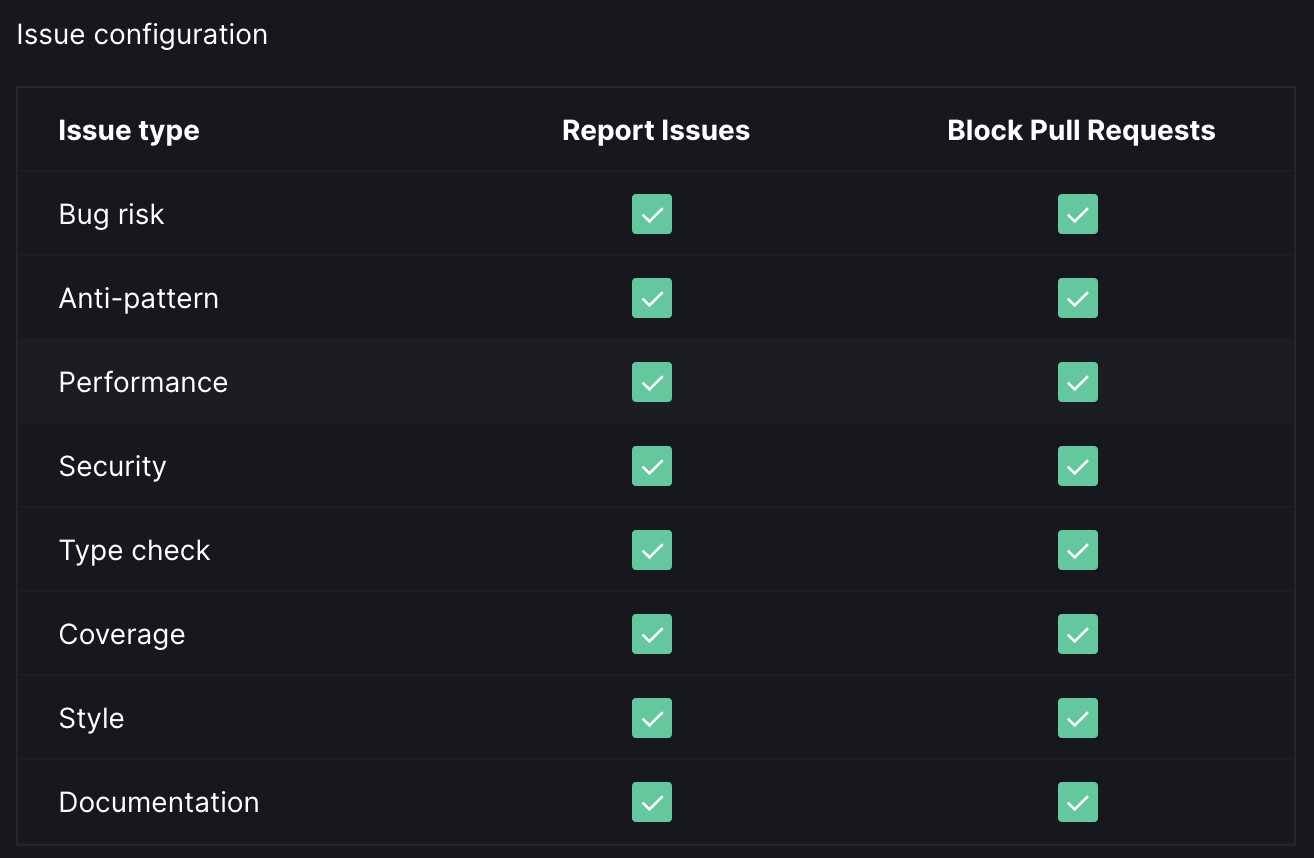 Issue configuration
Issue type Report Issues Block Pull Requests
Bug risk
Anti-pattern
Performance
Security
Type check
Coverage
Style
Documentation